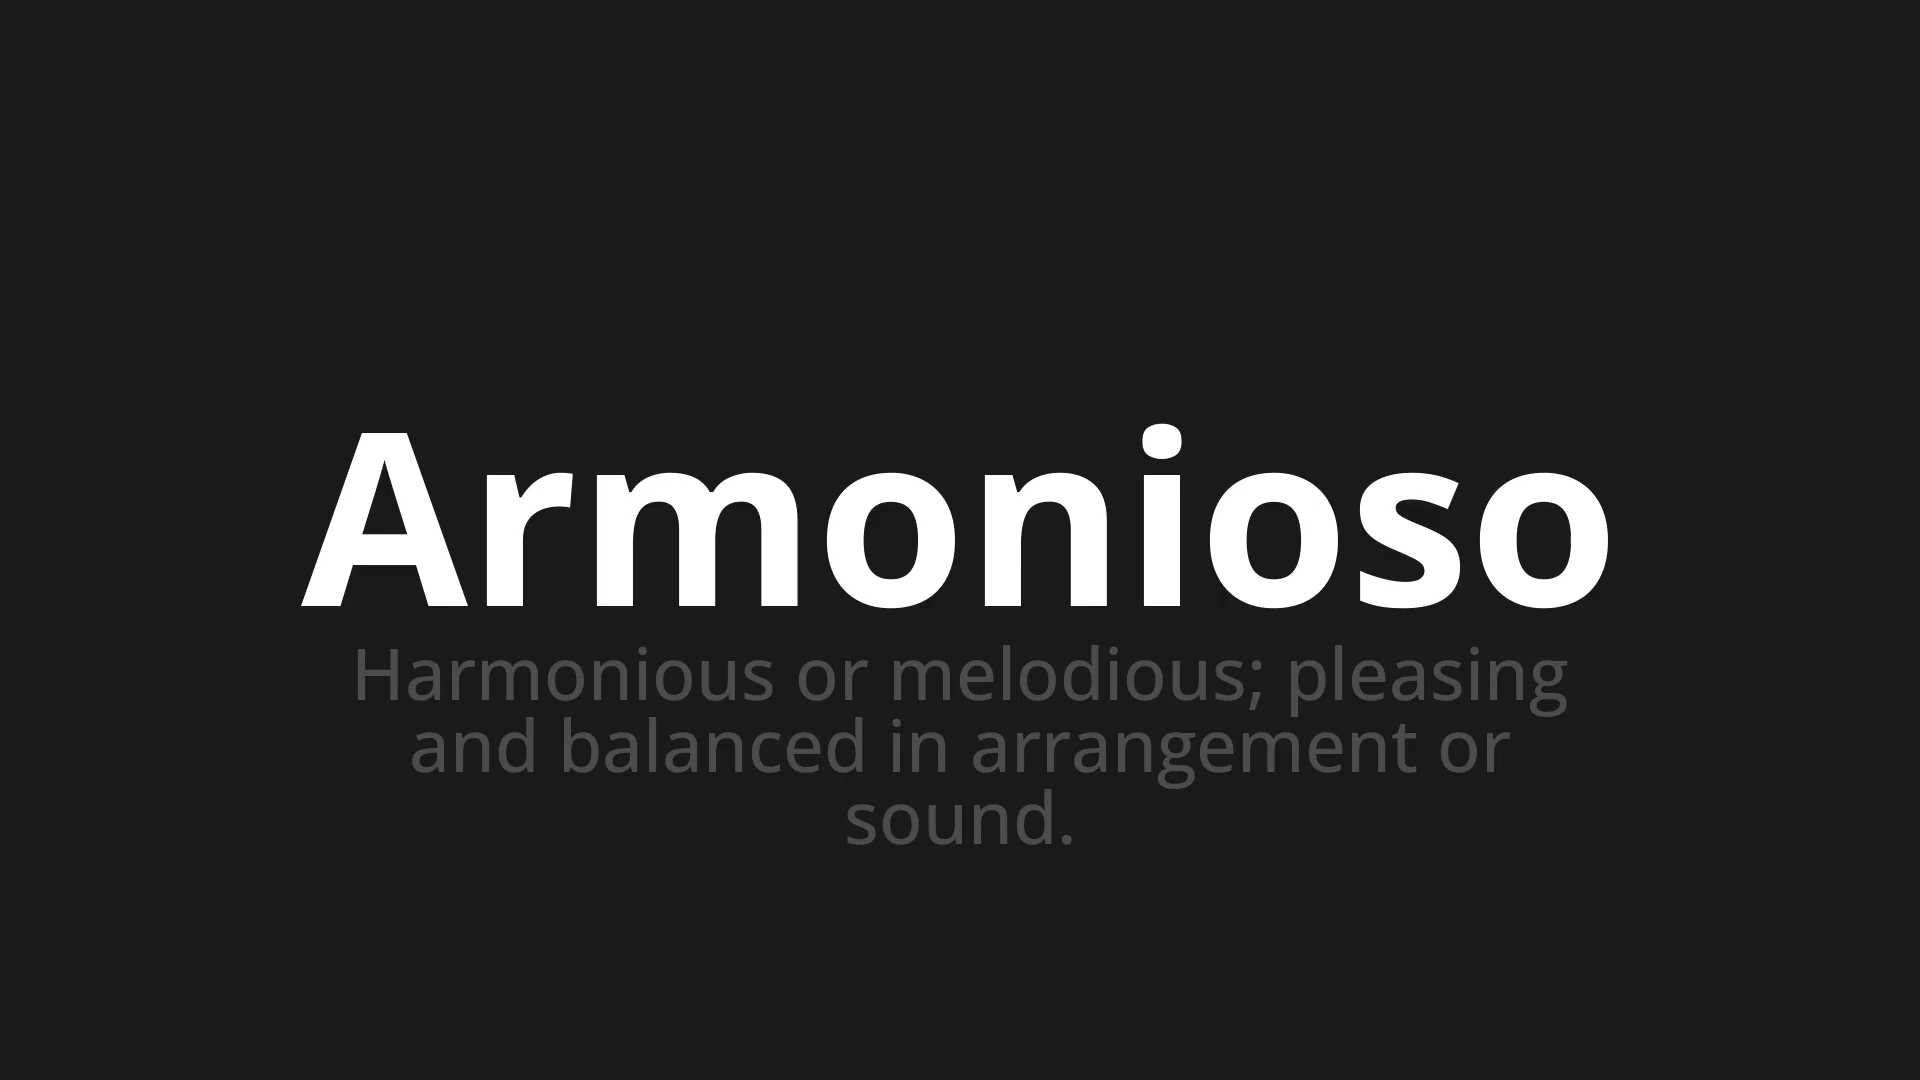 Armonioso
Harmonious or melodious; pleasing
and balanced in arrangement or
sound.